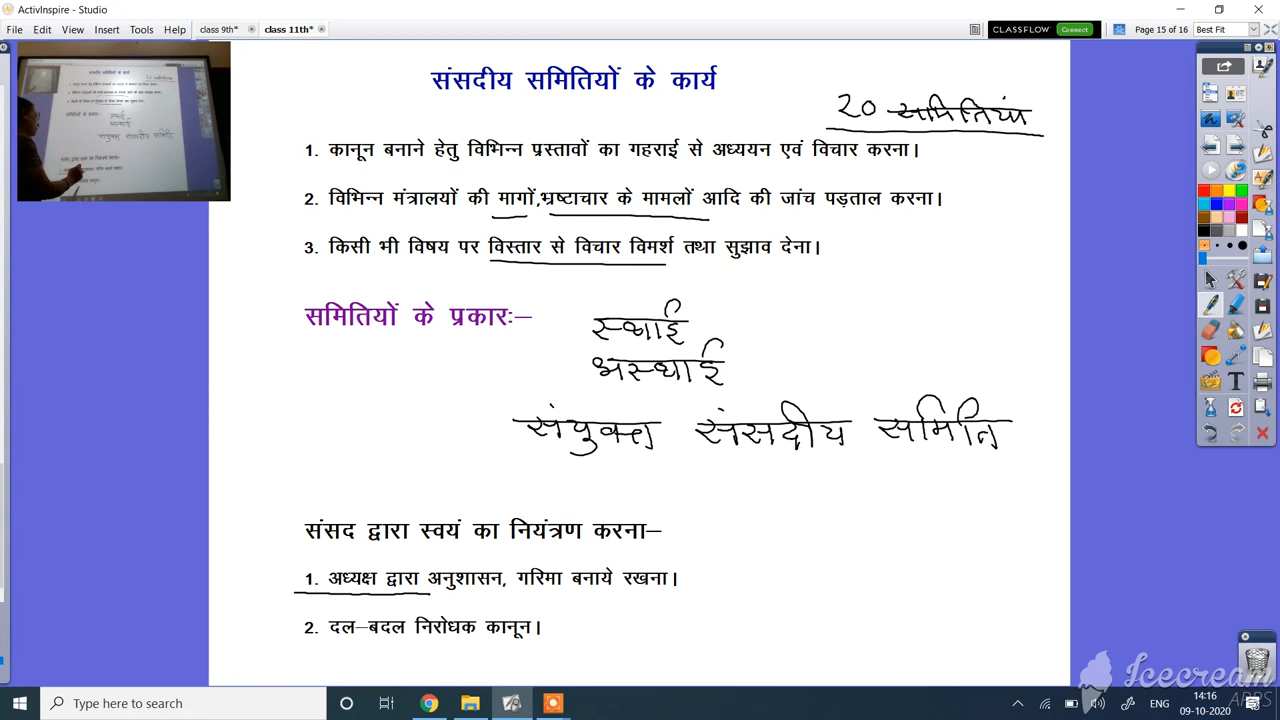 ActivInspire - Studio
File Edit View Insert Tools Help
class 9th*
class 11th*
CLASSFLOW Connect
Page 15 of 16
Best Fit
संसदीय समितियों के कार्य
20 समितियां
1. कानून बनाने हेतु विभिन्न प्रस्तावों का गहराई से अध्ययन एवं विचार करना।
2. विभिन्न मंत्रालयों की मागों,भ्रष्टाचार के मामलों आदि की जांच पड़ताल करना।
3. किसी भी विषय पर विस्तार से विचार विमर्श तथा सुझाव देना।
समितियों के प्रकारः–
स्थाई
अस्थाई
संयुक्त संसदीय समिति
संसद द्वारा स्वयं का नियंत्रण करना–
1. अध्यक्ष द्वारा अनुशासन, गरिमा बनाये रखना।
2. दल–बदल निरोधक कानून।
Icecream
APPS
Type here to search
ENG
14:16
09-10-2020